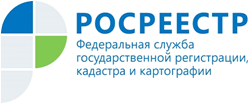 РОСРЕЕСТР
Федеральная служба
государственной регистрации,
кадастра и картографии